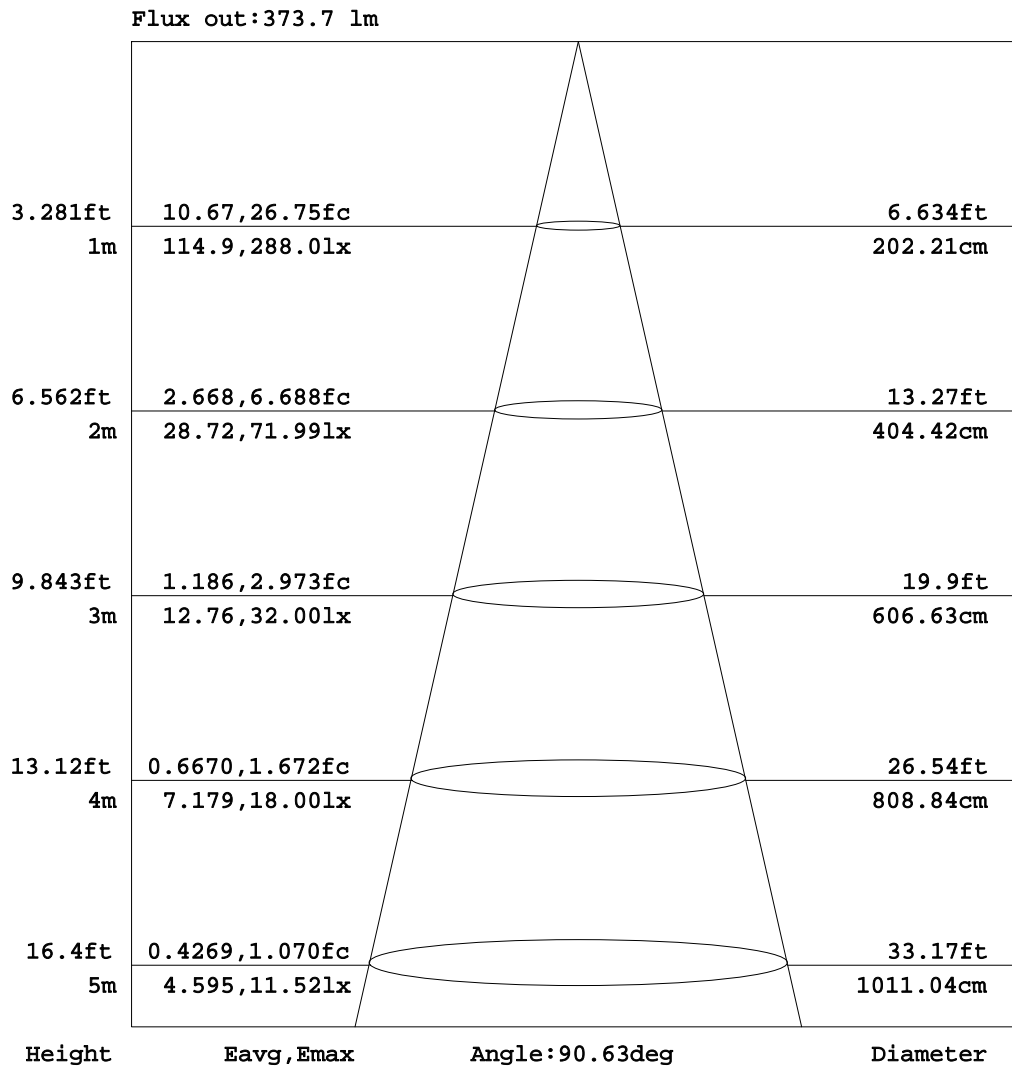 Flux out:373.7 lm
3.281ft 10.67,26.75fc 6.634ft
1m 114.9,288.0lx 202.21cm
6.562ft 2.668,6.688fc 13.27ft
2m 28.72,71.99lx 404.42cm
9.843ft 1.186,2.973fc 19.9ft
3m 12.76,32.00lx 606.63cm
13.12ft 0.6670,1.672fc 26.54ft
4m 7.179,18.00lx 808.84cm
16.4ft 0.4269,1.070fc 33.17ft
5m 4.595,11.52lx 1011.04cm
Height Eavg,Emax Angle:90.63deg Diameter